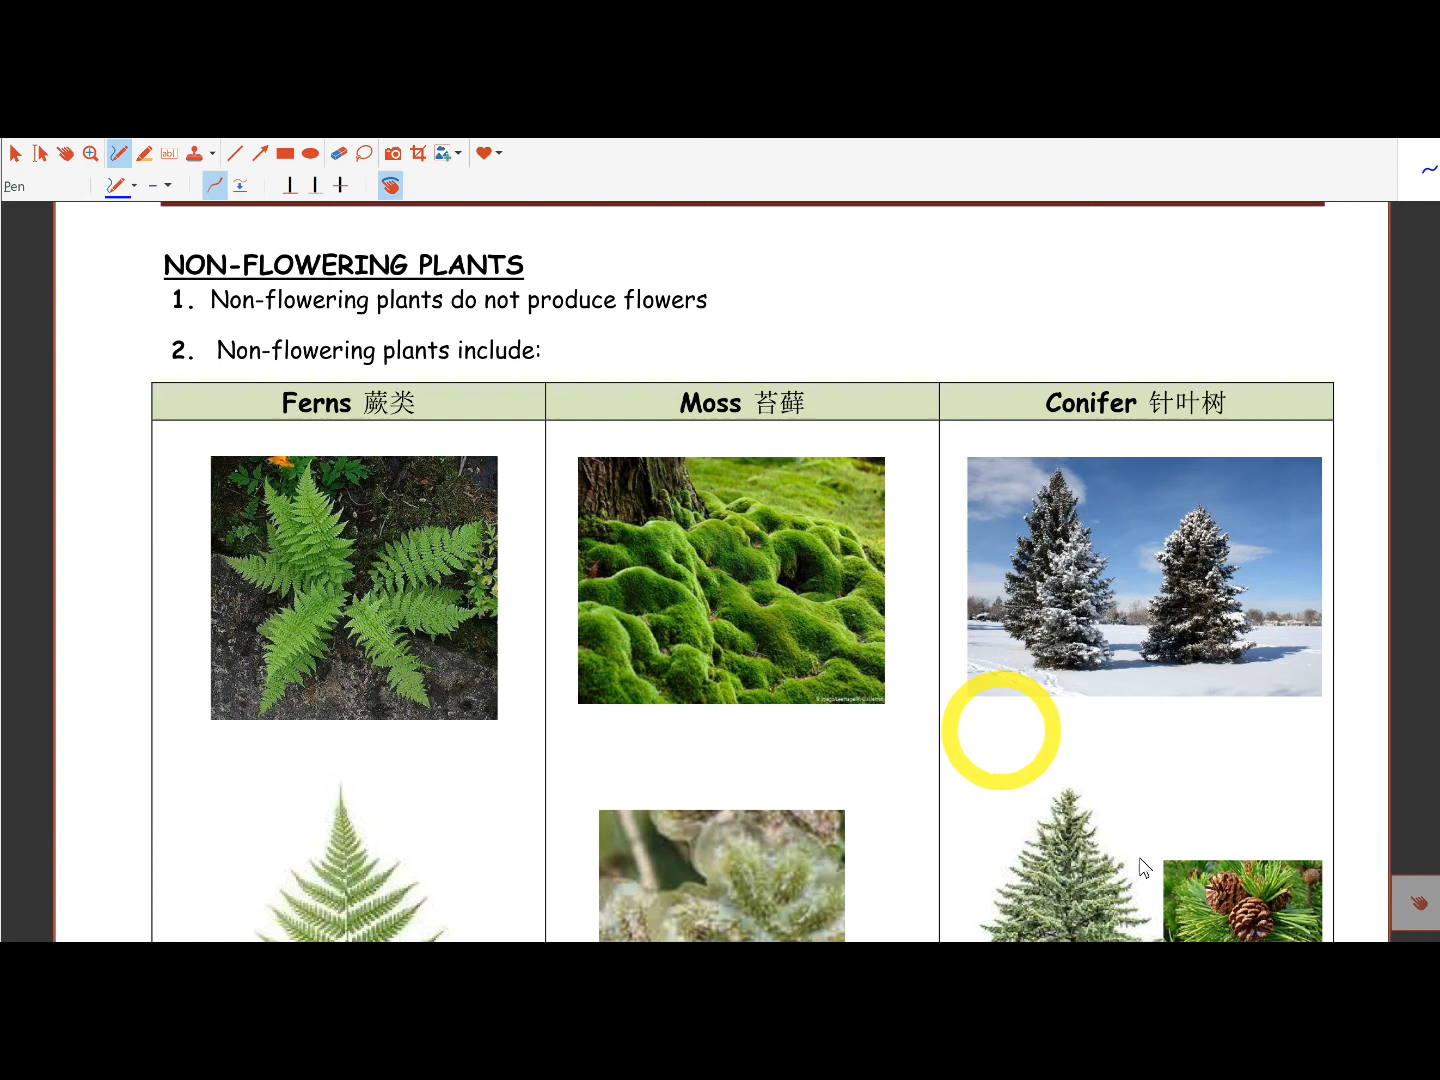 abl
Pen
NON-FLOWERING PLANTS
1. Non-flowering plants do not produce flowers
2. Non-flowering plants include:
Ferns 蕨类
Moss 苔藓
Conifer 针叶树